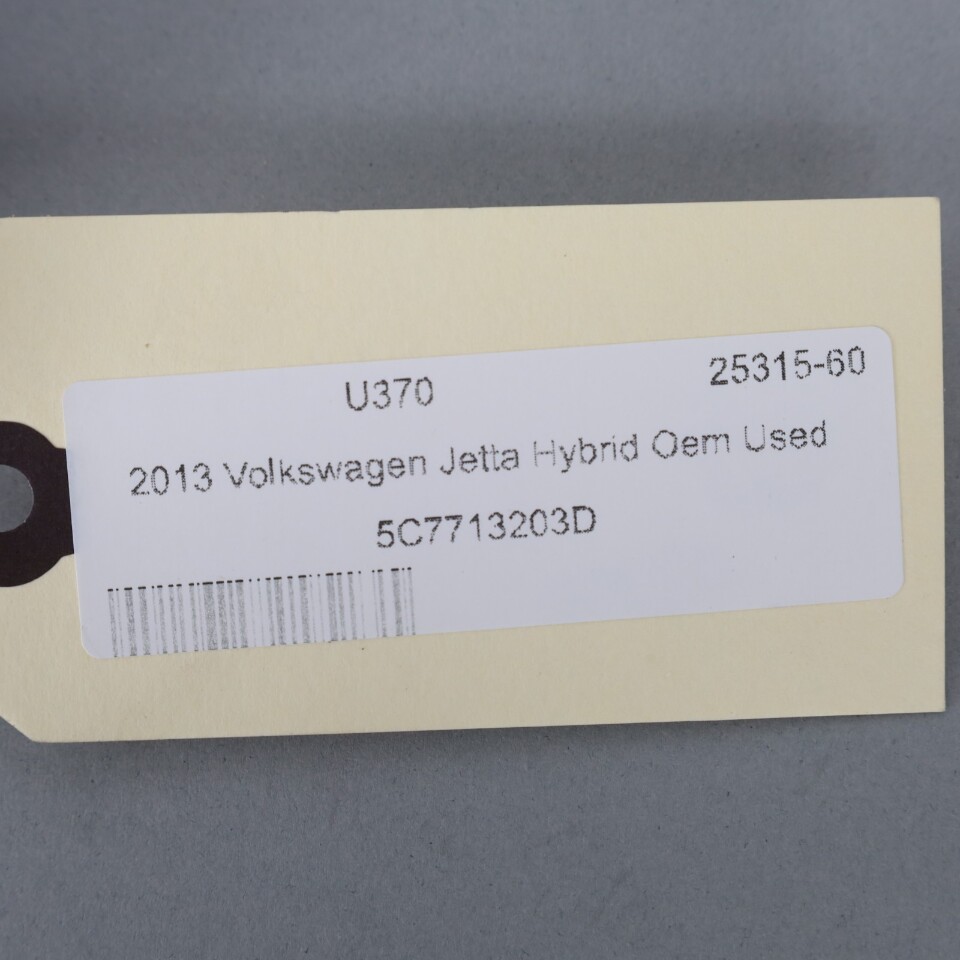 U370 25315-60
2013 Volkswagen Jetta Hybrid Oem Used
5C7713203D